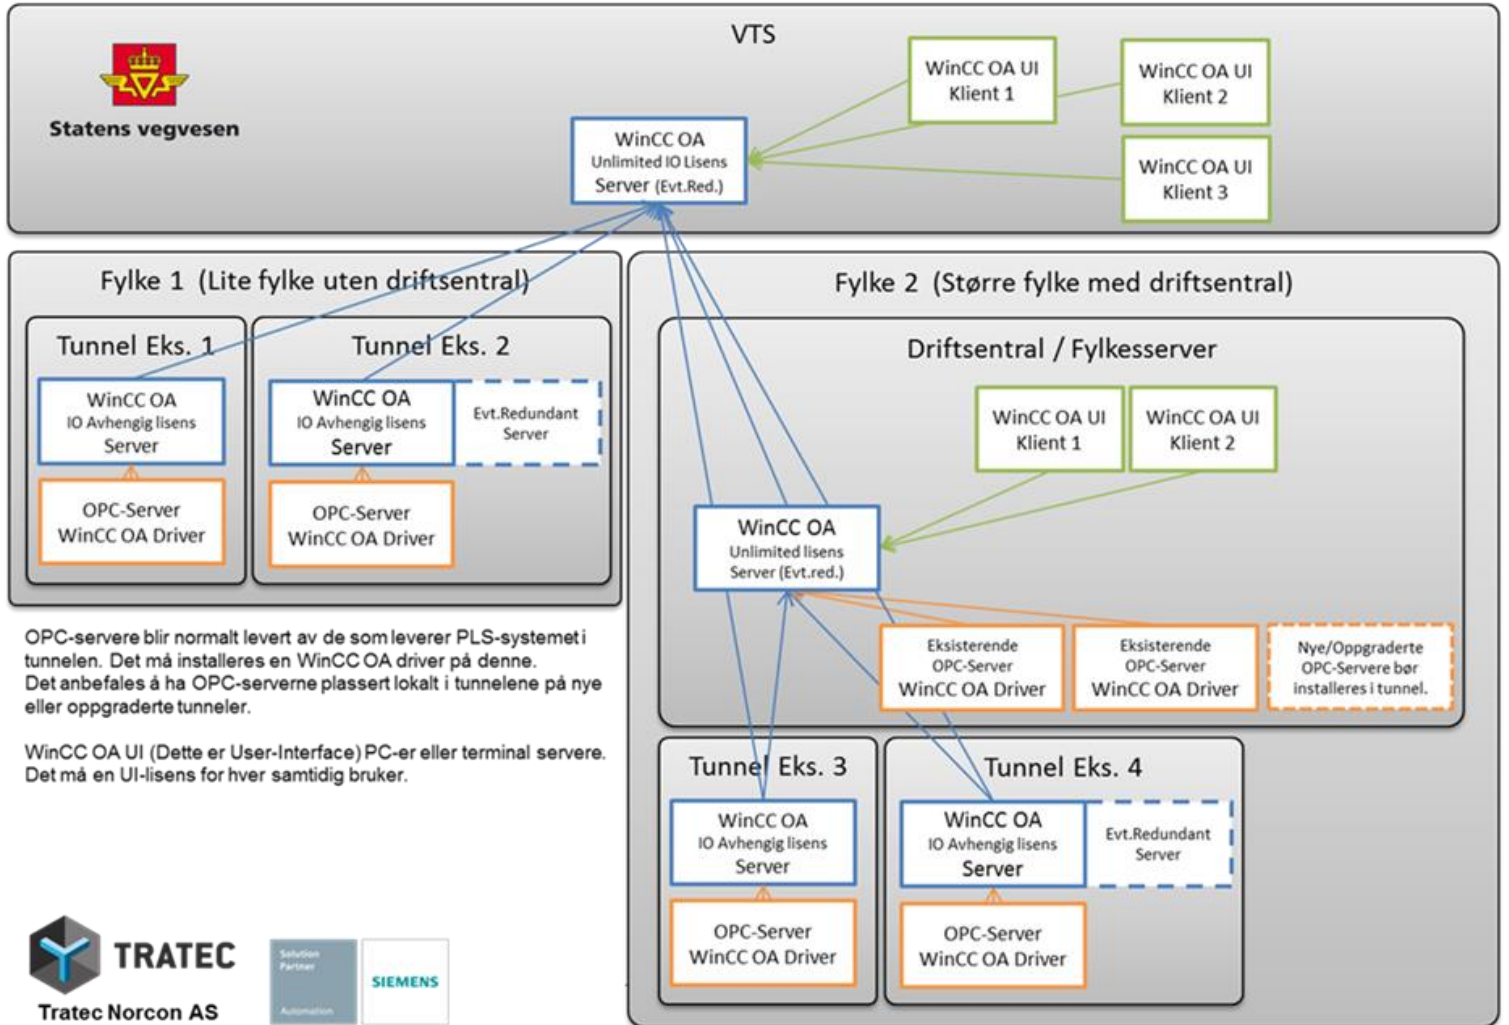 VTS
Statens vegvesen
WinCC OA UI
Klient 1
WinCC OA UI
Klient 2
WinCC OA UI
Klient 3
WinCC OA
Unlimited IO Lisens
Server (Evt.Red.)
Fylke 1 (Lite fylke uten driftsentral)
Tunnel Eks. 1
WinCC OA
IO Avhengig lisens
Server
OPC-Server
WinCC OA Driver
Tunnel Eks. 2
WinCC OA
IO Avhengig lisens
Server
Evt.Redundant
Server
OPC-Server
WinCC OA Driver
Fylke 2 (Større fylke med driftsentral)
Driftsentral / Fylkesserver
WinCC OA UI
Klient 1
WinCC OA UI
Klient 2
WinCC OA
Unlimited lisens
Server (Evt.red.)
Eksisterende
OPC-Server
WinCC OA Driver
Eksisterende
OPC-Server
WinCC OA Driver
Nye/Oppgraderte
OPC-Servere bør
installeres i tunnel.
Tunnel Eks. 3
WinCC OA
IO Avhengig lisens
Server
OPC-Server
WinCC OA Driver
Tunnel Eks. 4
WinCC OA
IO Avhengig lisens
Server
Evt.Redundant
Server
OPC-Server
WinCC OA Driver
OPC-servere blir normalt levert av de som leverer PLS-systemet i
tunnelen. Det må installeres en WinCC OA driver på denne.
Det anbefales å ha OPC-serverne plassert lokalt i tunnelene på nye
eller oppgraderte tunneler.
WinCC OA UI (Dette er User-Interface) PC-er eller terminal servere.
Det må en UI-lisens for hver samtidig bruker.
TRATEC
Tratec Norcon AS
Solution
Partner
Automation
SIEMENS